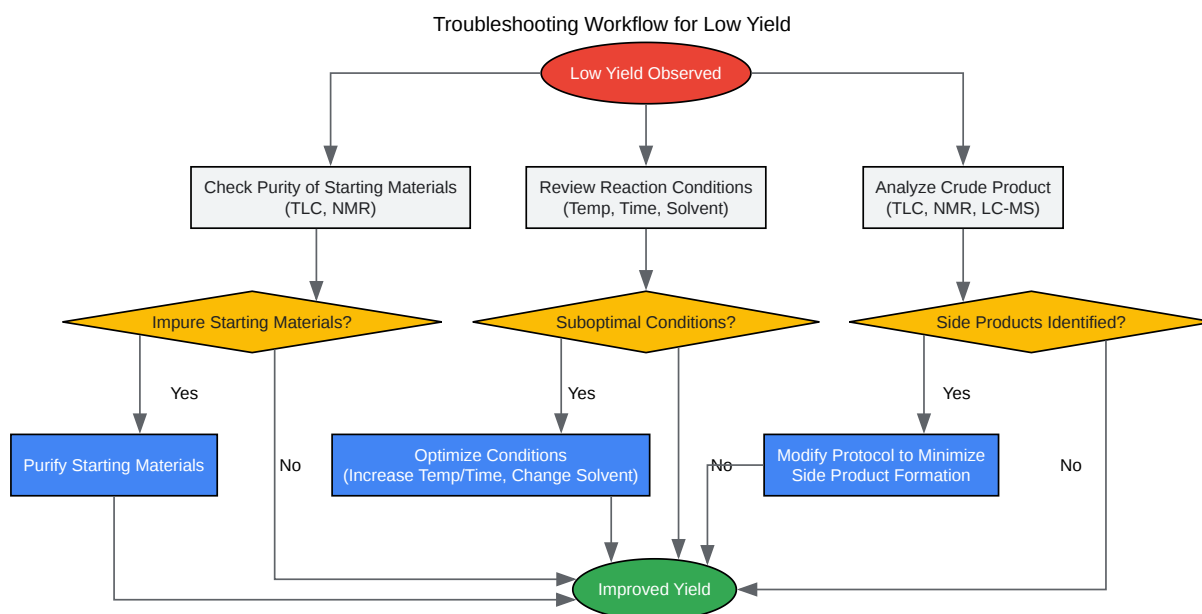 Troubleshooting Workflow for Low Yield
Low Yield Observed
Check Purity of Starting Materials
(TLC, NMR)
Review Reaction Conditions
(Temp, Time, Solvent)
Analyze Crude Product
(TLC, NMR, LC-MS)
Impure Starting Materials?
Suboptimal Conditions?
Side Products Identified?
Yes
Yes
Yes
Purify Starting Materials
No
Optimize Conditions
(Increase Temp/Time, Change Solvent)
No
Modify Protocol to Minimize
Side Product Formation
No
Improved Yield